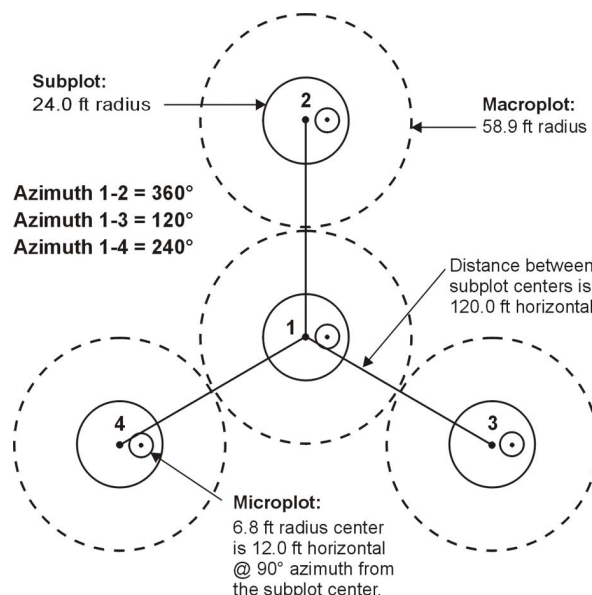 Subplot:
24.0 ft radius
2
Macroplot:
58.9 ft radius
Azimuth 1-2 = 360°
Azimuth 1-3 = 120°
Azimuth 1-4 = 240°
Distance between
subplot centers is
120.0 ft horizontal
1
4
3
Microplot:
6.8 ft radius center
is 12.0 ft horizontal
@ 90° azimuth from
the subplot center.